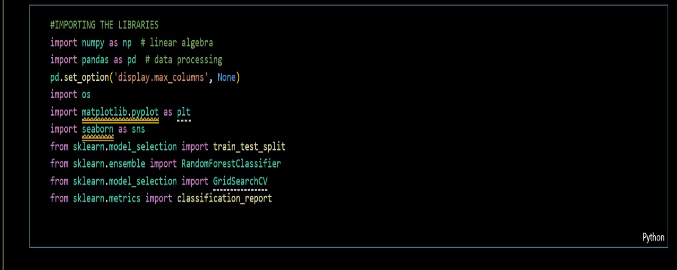 #IMPORTING THE LIBRARIES
import numpy as np  # linear algebra
import pandas as pd  # data processing
pd.set_option('display.max_columns', None)
import os
import matplotlib.pyplot as plt
import seaborn as sns
from sklearn.model_selection import train_test_split
from sklearn.ensemble import RandomForestClassifier
from sklearn.model_selection import GridSearchCV
from sklearn.metrics import classification_report
Python